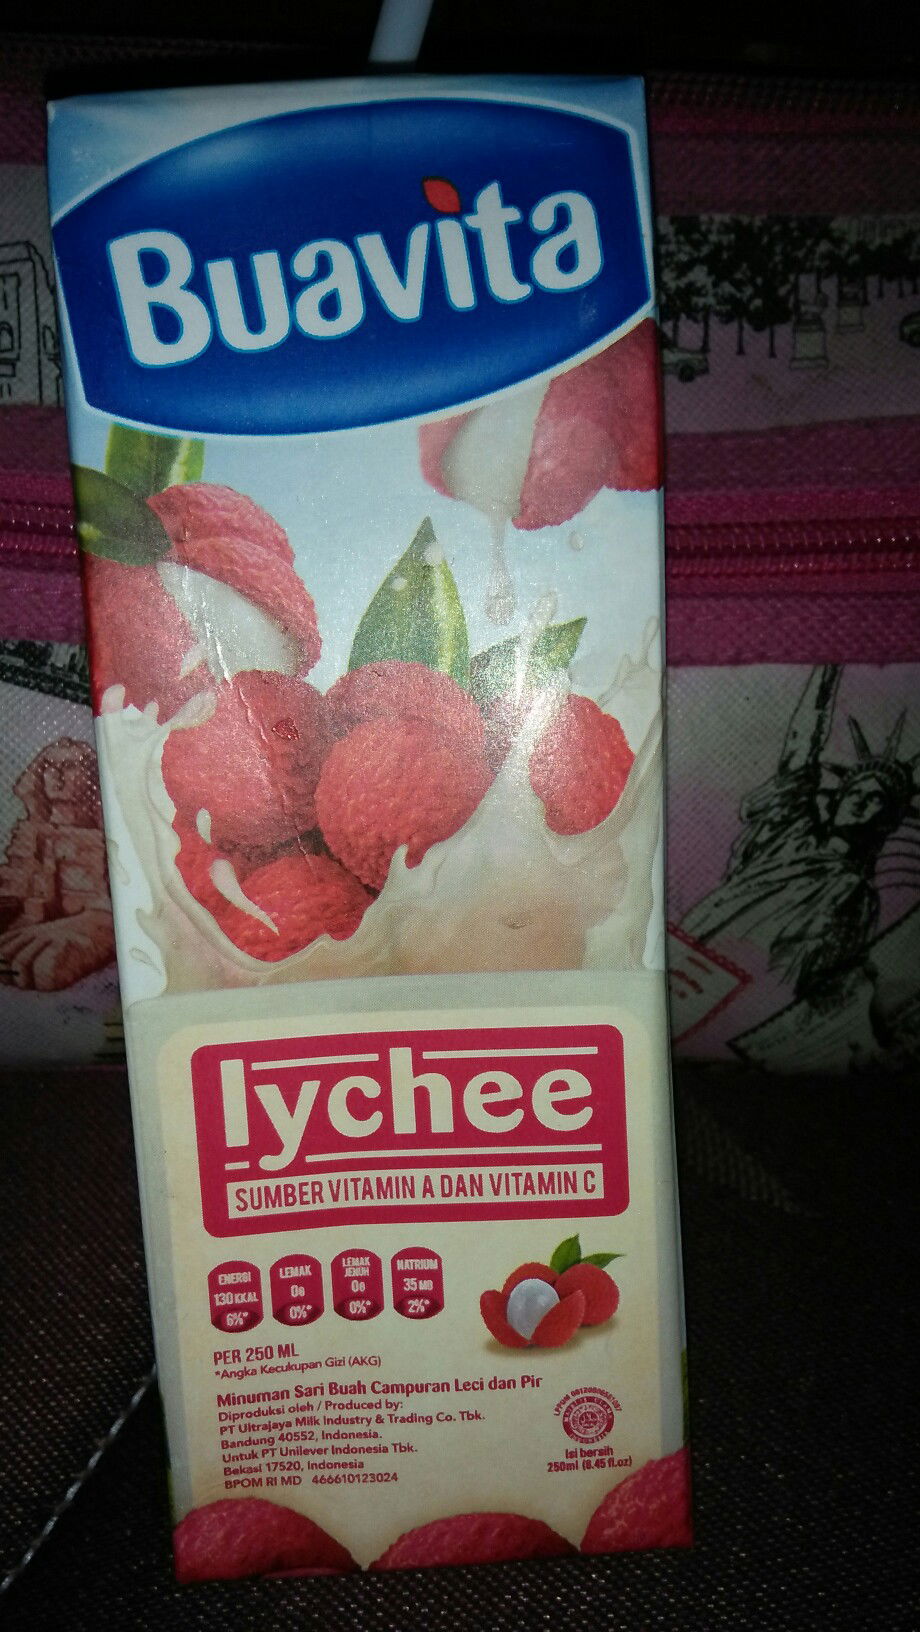 Buavita
lychee
SUMBER VITAMIN A DAN VITAMIN C
ENERGI
130 KKAL
6%*
LEMAK
0g
0%*
LEMAK
JENUH
0g
0%*
NATRIUM
35 MG
2%*
PER 250 ML
*Angka Kecukupan Gizi (AKG)
Minuman Sari Buah Campuran Leci dan Pir
Diproduksi oleh / Produced by:
PT Ultrajaya Milk Industry & Trading Co. Tbk.
Bandung 40552, Indonesia.
Untuk PT Unilever Indonesia Tbk.
Bekasi 17520, Indonesia
BPOM RI MD 466610123024
Isi bersih
250ml (8.45 fl.oz)